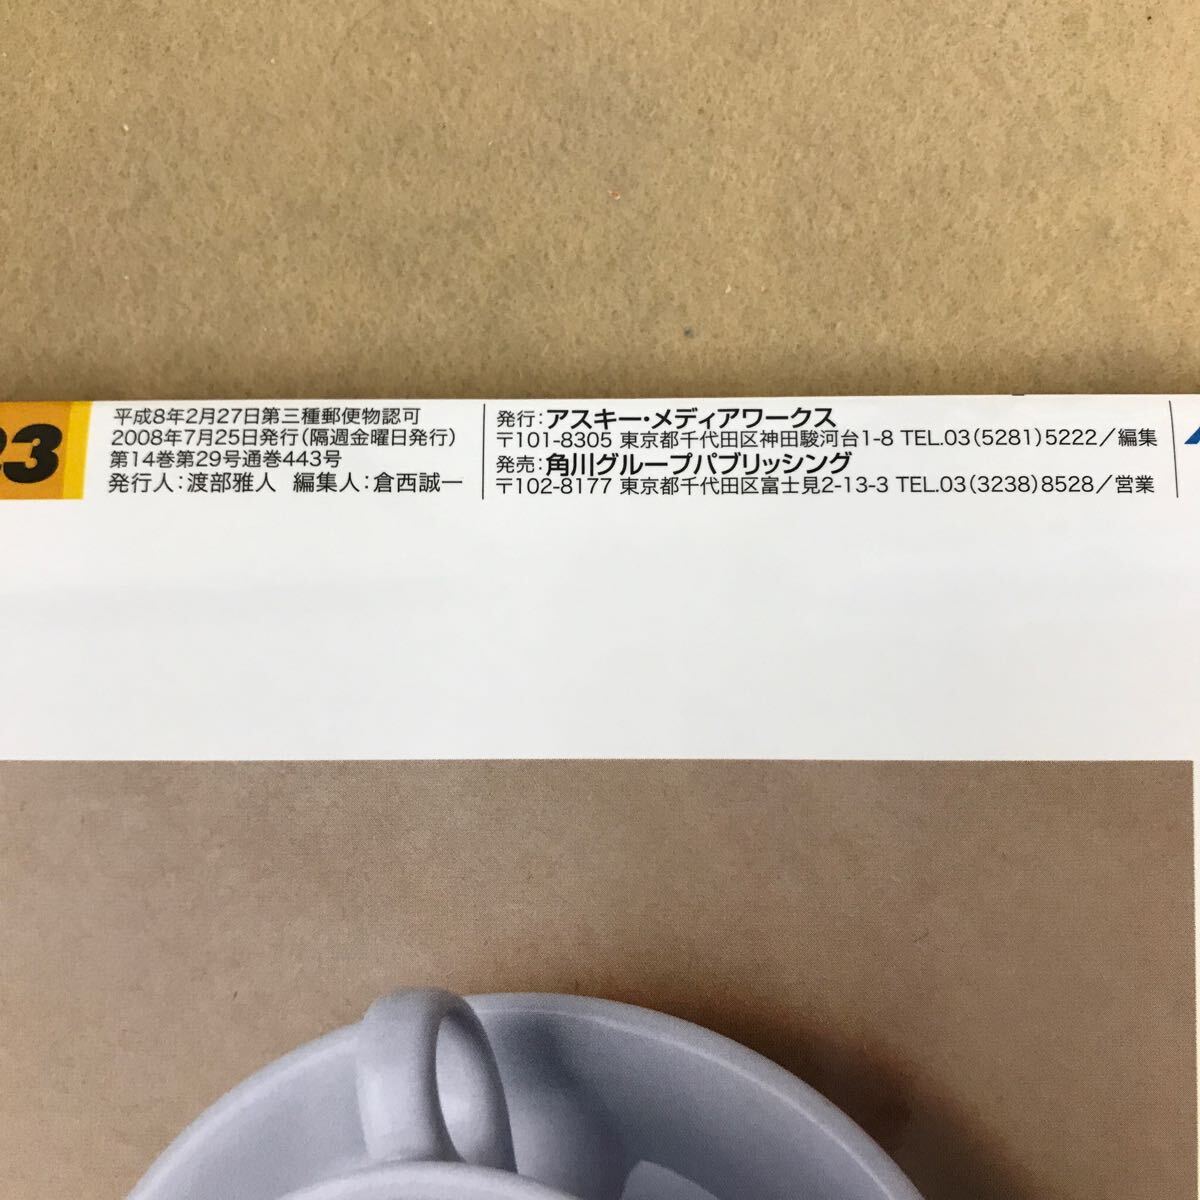 23
平成8年2月27日第三種郵便物認可
2008年7月25日発行(隔週金曜日発行)
第14巻第29号通巻443号
発行人:渡部雅人 編集人:倉西誠一
発行:アスキー・メディアワークス
〒101-8305 東京都千代田区神田駿河台1-8 TEL.03(5281)5222/編集
発売:角川グループパブリッシング
〒102-8177 東京都千代田区富士見2-13-3 TEL.03(3238)8528/営業